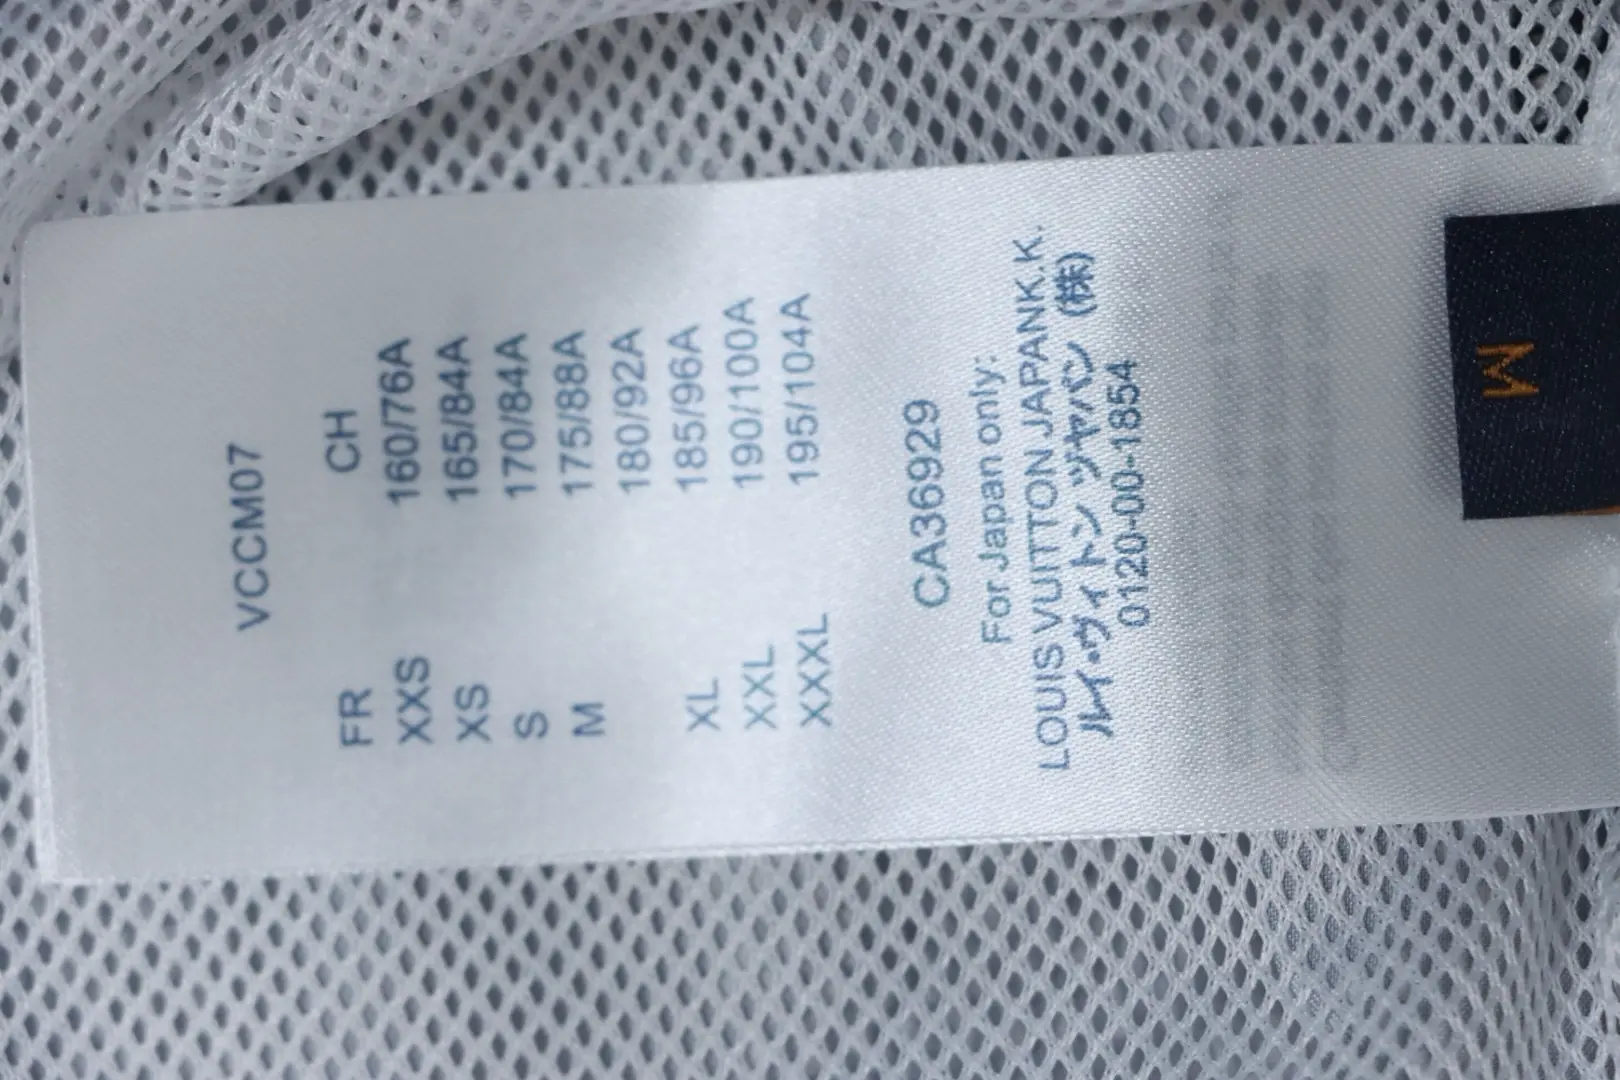 VCCM07
FR CH
XXS 160/76A
XS 165/84A
S 170/84A
M 175/88A
180/92A
XL 185/96A
XXL 190/100A
XXXL 195/104A
CA36929
For Japan only:
LOUIS VUITTON JAPAN K.K.
ルイ・ヴィトン ジャパン (株)
0120-00-1854
M